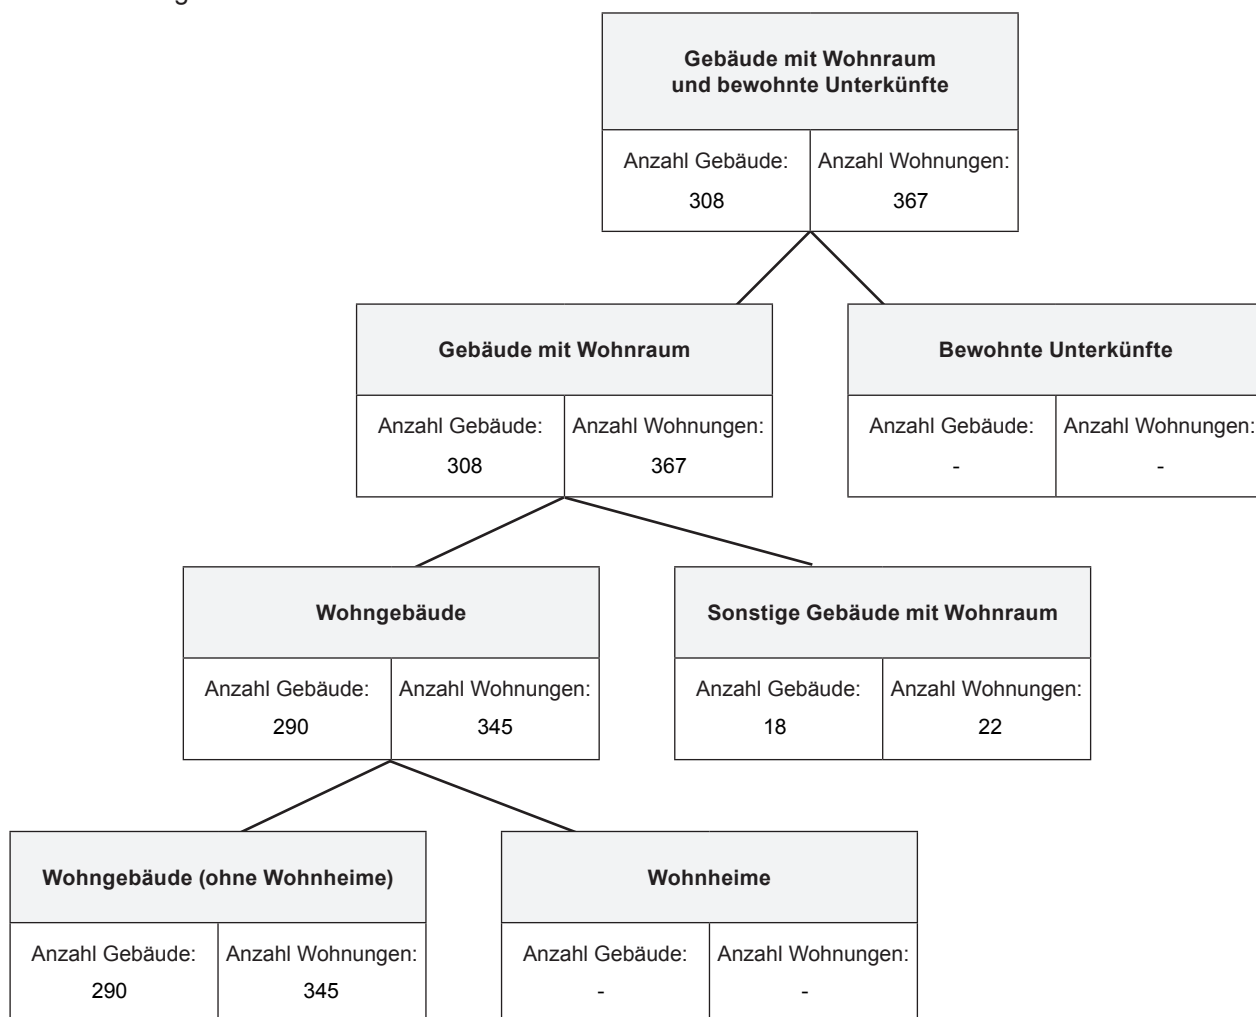 Gebäude mit Wohnraum
und bewohnte Unterkünfte
Anzahl Gebäude: Anzahl Wohnungen:
308 367
Gebäude mit Wohnraum
Anzahl Gebäude: Anzahl Wohnungen:
308 367
Bewohnte Unterkünfte
Anzahl Gebäude: Anzahl Wohnungen:
- -
Wohngebäude
Anzahl Gebäude: Anzahl Wohnungen:
290 345
Sonstige Gebäude mit Wohnraum
Anzahl Gebäude: Anzahl Wohnungen:
18 22
Wohngebäude (ohne Wohnheime)
Anzahl Gebäude: Anzahl Wohnungen:
290 345
Wohnheime
Anzahl Gebäude: Anzahl Wohnungen:
- -